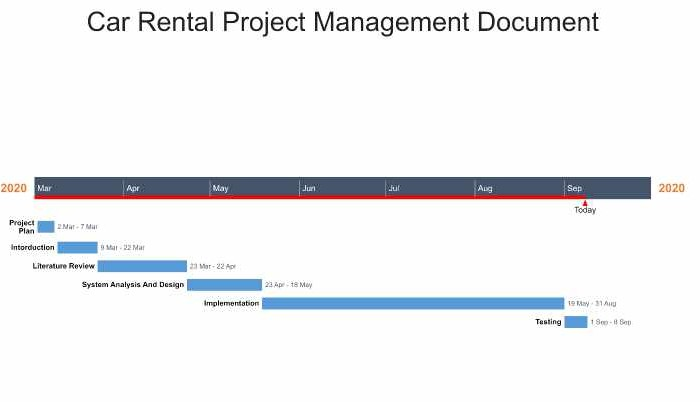 Car Rental Project Management Document
2020 Mar Apr May Jun Jul Aug Sep 2020
Today
Project
Plan
2 Mar - 7 Mar
Intorduction 9 Mar - 22 Mar
Literature Review 23 Mar - 22 Apr
System Analysis And Design 23 Apr - 18 May
Implementation 19 May - 31 Aug
Testing 1 Sep - 8 Sep